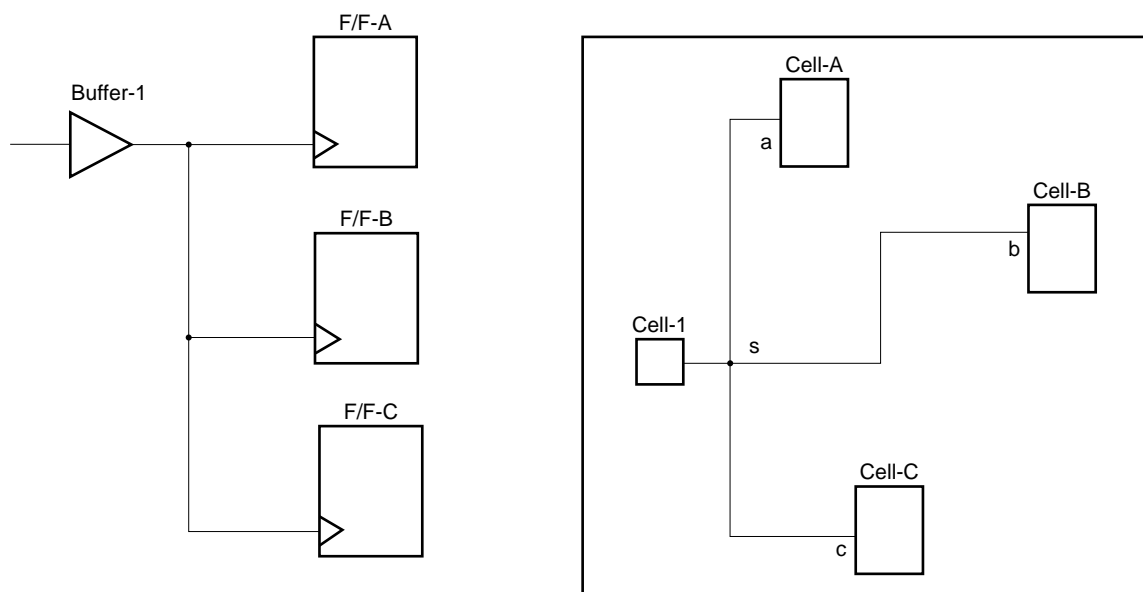 F/F-A
Buffer-1
F/F-B
F/F-C
Cell-A
a
Cell-B
b
Cell-1
s
Cell-C
c